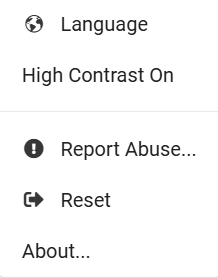 Language
High Contrast On
Report Abuse...
Reset
About...